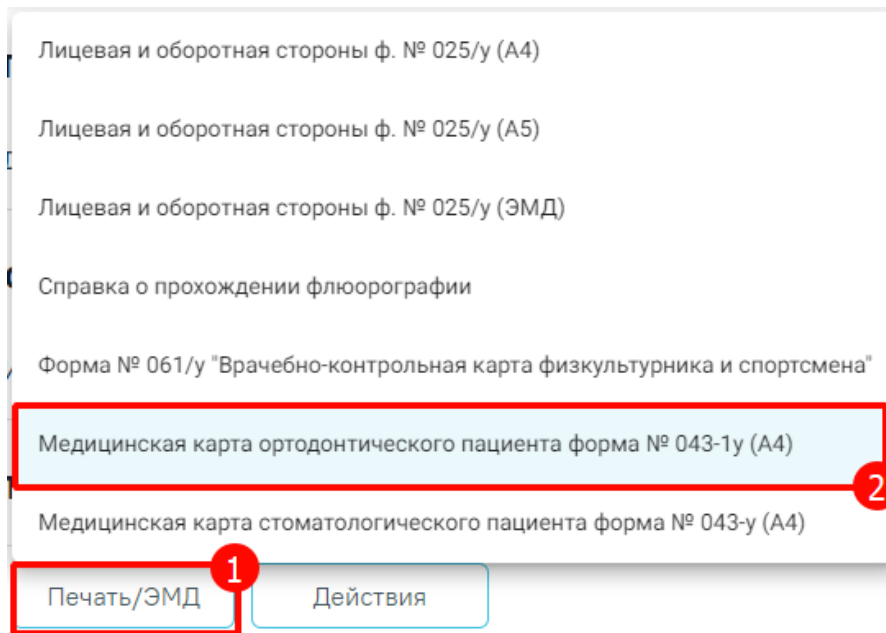 Лицевая и оборотная стороны ф. № 025/у (А4)
Лицевая и оборотная стороны ф. № 025/у (А5)
Лицевая и оборотная стороны ф. № 025/у (ЭМД)
Справка о прохождении флюорографии
Форма № 061/у "Врачебно-контрольная карта физкультурника и спортсмена"
Медицинская карта ортодонтического пациента форма № 043-1у (А4)
2
Медицинская карта стоматологического пациента форма № 043-у (А4)
1
Печать/ЭМД Действия